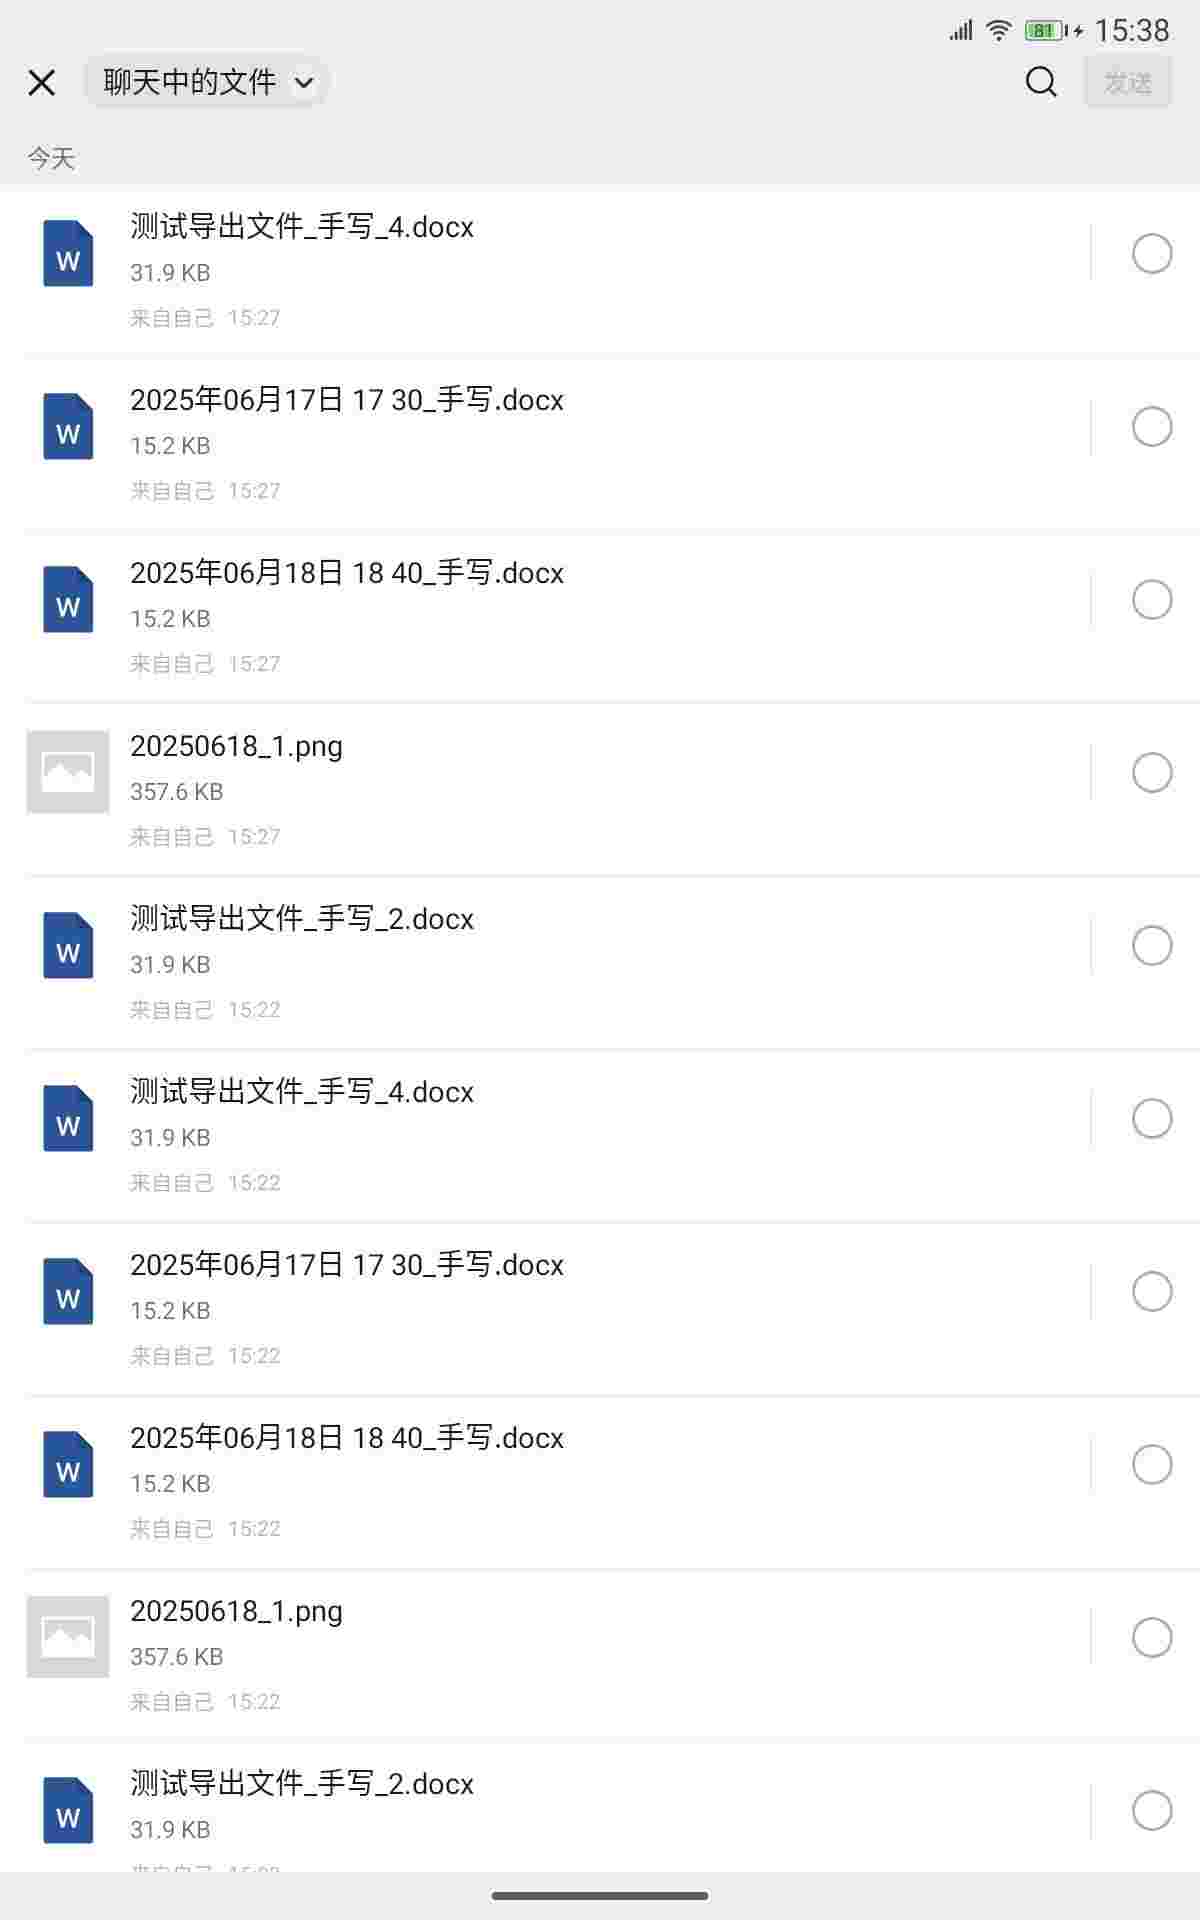 81 15:38
聊天中的文件
发送
今天
测试导出文件_手写_4.docx
31.9 KB
来自自己 15:27
2025年06月17日 17 30_手写.docx
15.2 KB
来自自己 15:27
2025年06月18日 18 40_手写.docx
15.2 KB
来自自己 15:27
20250618_1.png
357.6 KB
来自自己 15:27
测试导出文件_手写_2.docx
31.9 KB
来自自己 15:22
测试导出文件_手写_4.docx
31.9 KB
来自自己 15:22
2025年06月17日 17 30_手写.docx
15.2 KB
来自自己 15:22
2025年06月18日 18 40_手写.docx
15.2 KB
来自自己 15:22
20250618_1.png
357.6 KB
来自自己 15:22
测试导出文件_手写_2.docx
31.9 KB